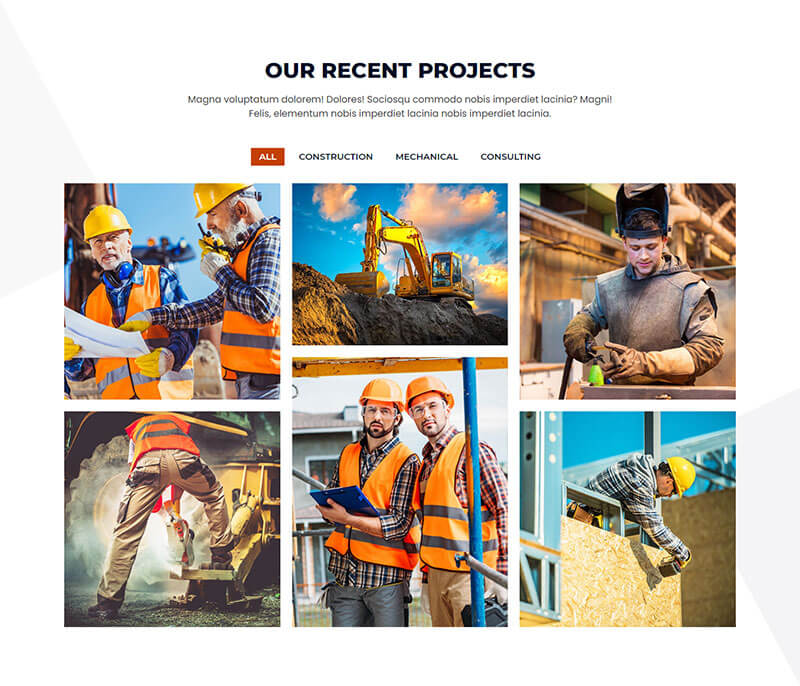 OUR RECENT PROJECTS
Magna voluptatum dolorem! Dolores! Sociosqu commodo nobis imperdiet lacinia? Magni!
Felis, elementum nobis imperdiet lacinia nobis imperdiet lacinia.
ALL CONSTRUCTION MECHANICAL CONSULTING